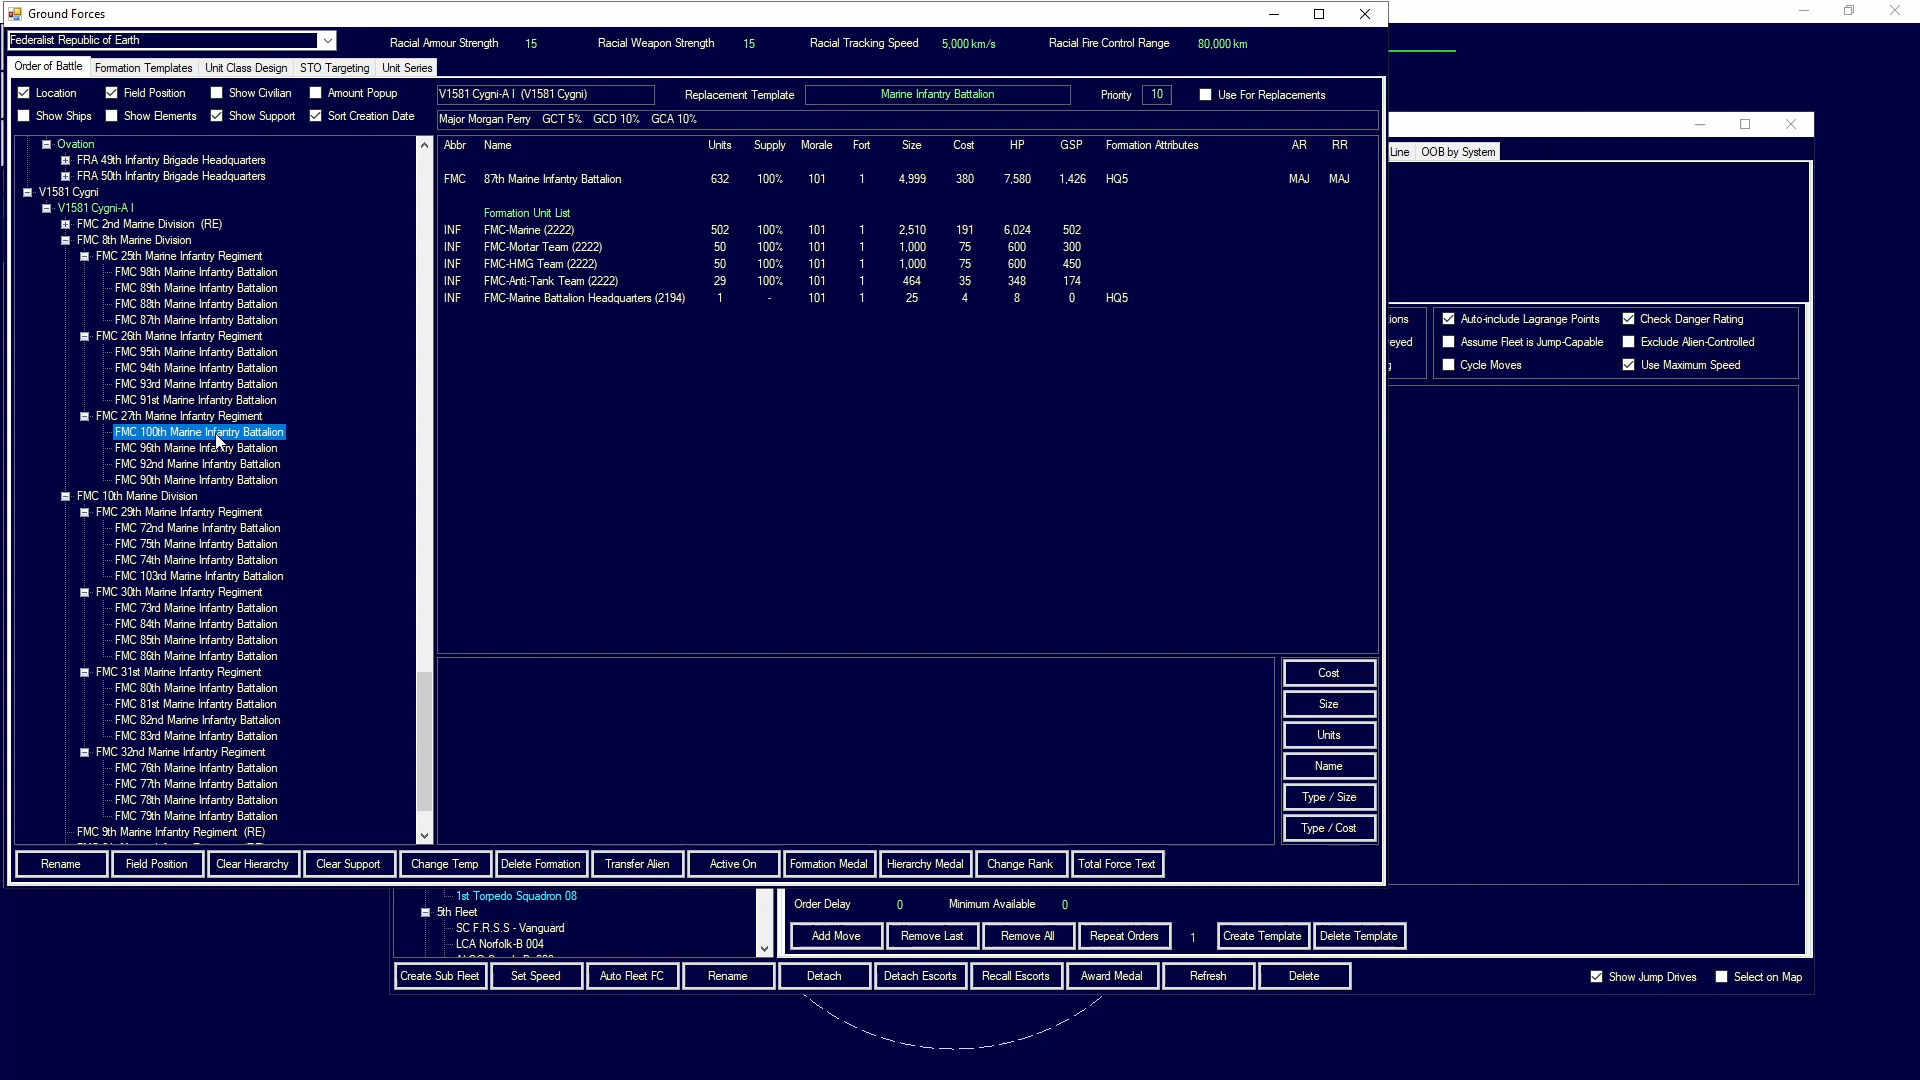 Ground Forces
Federalist Republic of Earth
Racial Armour Strength 15 Racial Weapon Strength 15 Racial Tracking Speed 5,000 km/s Racial Fire Control Range 80,000 km
Order of Battle Formation Templates Unit Class Design STO Targeting Unit Series
Location Field Position Show Civilian Amount Popup
Show Ships Show Elements Show Support Sort Creation Date
V1581 Cygni-A I (V1581 Cygni) Replacement Template Marine Infantry Battalion Priority 10 Use For Replacements
Major Morgan Perry GCT 5% GCD 10% GCA 10%
Ovation
FRA 49th Infantry Brigade Headquarters
FRA 50th Infantry Brigade Headquarters
V1581 Cygni
V1581 Cygni-A I
FMC 2nd Marine Division (RE)
FMC 8th Marine Division
FMC 25th Marine Infantry Regiment
FMC 98th Marine Infantry Battalion
FMC 89th Marine Infantry Battalion
FMC 88th Marine Infantry Battalion
FMC 87th Marine Infantry Battalion
FMC 26th Marine Infantry Regiment
FMC 95th Marine Infantry Battalion
FMC 94th Marine Infantry Battalion
FMC 93rd Marine Infantry Battalion
FMC 91st Marine Infantry Battalion
FMC 27th Marine Infantry Regiment
FMC 100th Marine Infantry Battalion
FMC 96th Marine Infantry Battalion
FMC 92nd Marine Infantry Battalion
FMC 90th Marine Infantry Battalion
FMC 10th Marine Division
FMC 29th Marine Infantry Regiment
FMC 72nd Marine Infantry Battalion
FMC 75th Marine Infantry Battalion
FMC 74th Marine Infantry Battalion
FMC 103rd Marine Infantry Battalion
FMC 30th Marine Infantry Regiment
FMC 73rd Marine Infantry Battalion
FMC 84th Marine Infantry Battalion
FMC 85th Marine Infantry Battalion
FMC 86th Marine Infantry Battalion
FMC 31st Marine Infantry Regiment
FMC 80th Marine Infantry Battalion
FMC 81st Marine Infantry Battalion
FMC 82nd Marine Infantry Battalion
FMC 83rd Marine Infantry Battalion
FMC 32nd Marine Infantry Regiment
FMC 76th Marine Infantry Battalion
FMC 77th Marine Infantry Battalion
FMC 78th Marine Infantry Battalion
FMC 79th Marine Infantry Battalion
FMC 9th Marine Infantry Regiment (RE)
Abbr Name Units Supply Morale Fort Size Cost HP GSP Formation Attributes AR RR
FMC 87th Marine Infantry Battalion 632 100% 101 1 4,999 380 7,580 1,426 HQ5 MAJ MAJ
Formation Unit List
INF FMC-Marine (2222) 502 100% 101 1 2,510 191 6,024 502
INF FMC-Mortar Team (2222) 50 100% 101 1 1,000 75 600 300
INF FMC-HMG Team (2222) 50 100% 101 1 1,000 75 600 450
INF FMC-Anti-Tank Team (2222) 29 100% 101 1 464 35 348 174
INF FMC-Marine Battalion Headquarters (2194) 1 - 101 1 25 4 8 0 HQ5
Cost
Size
Units
Name
Type / Size
Type / Cost
Rename Field Position Clear Hierarchy Clear Support Change Temp Delete Formation Transfer Alien Active On Formation Medal Hierarchy Medal Change Rank Total Force Text
Line OOB by System
ions Auto-include Lagrange Points Check Danger Rating
eyed Assume Fleet is Jump-Capable Exclude Alien-Controlled
Cycle Moves Use Maximum Speed
1st Torpedo Squadron 08
5th Fleet
SC F.R.S.S - Vanguard
LCA Norfolk-B 004
Order Delay 0 Minimum Available 0
Add Move Remove Last Remove All Repeat Orders 1 Create Template Delete Template
Create Sub Fleet Set Speed Auto Fleet FC Rename Detach Detach Escorts Recall Escorts Award Medal Refresh Delete Show Jump Drives Select on Map